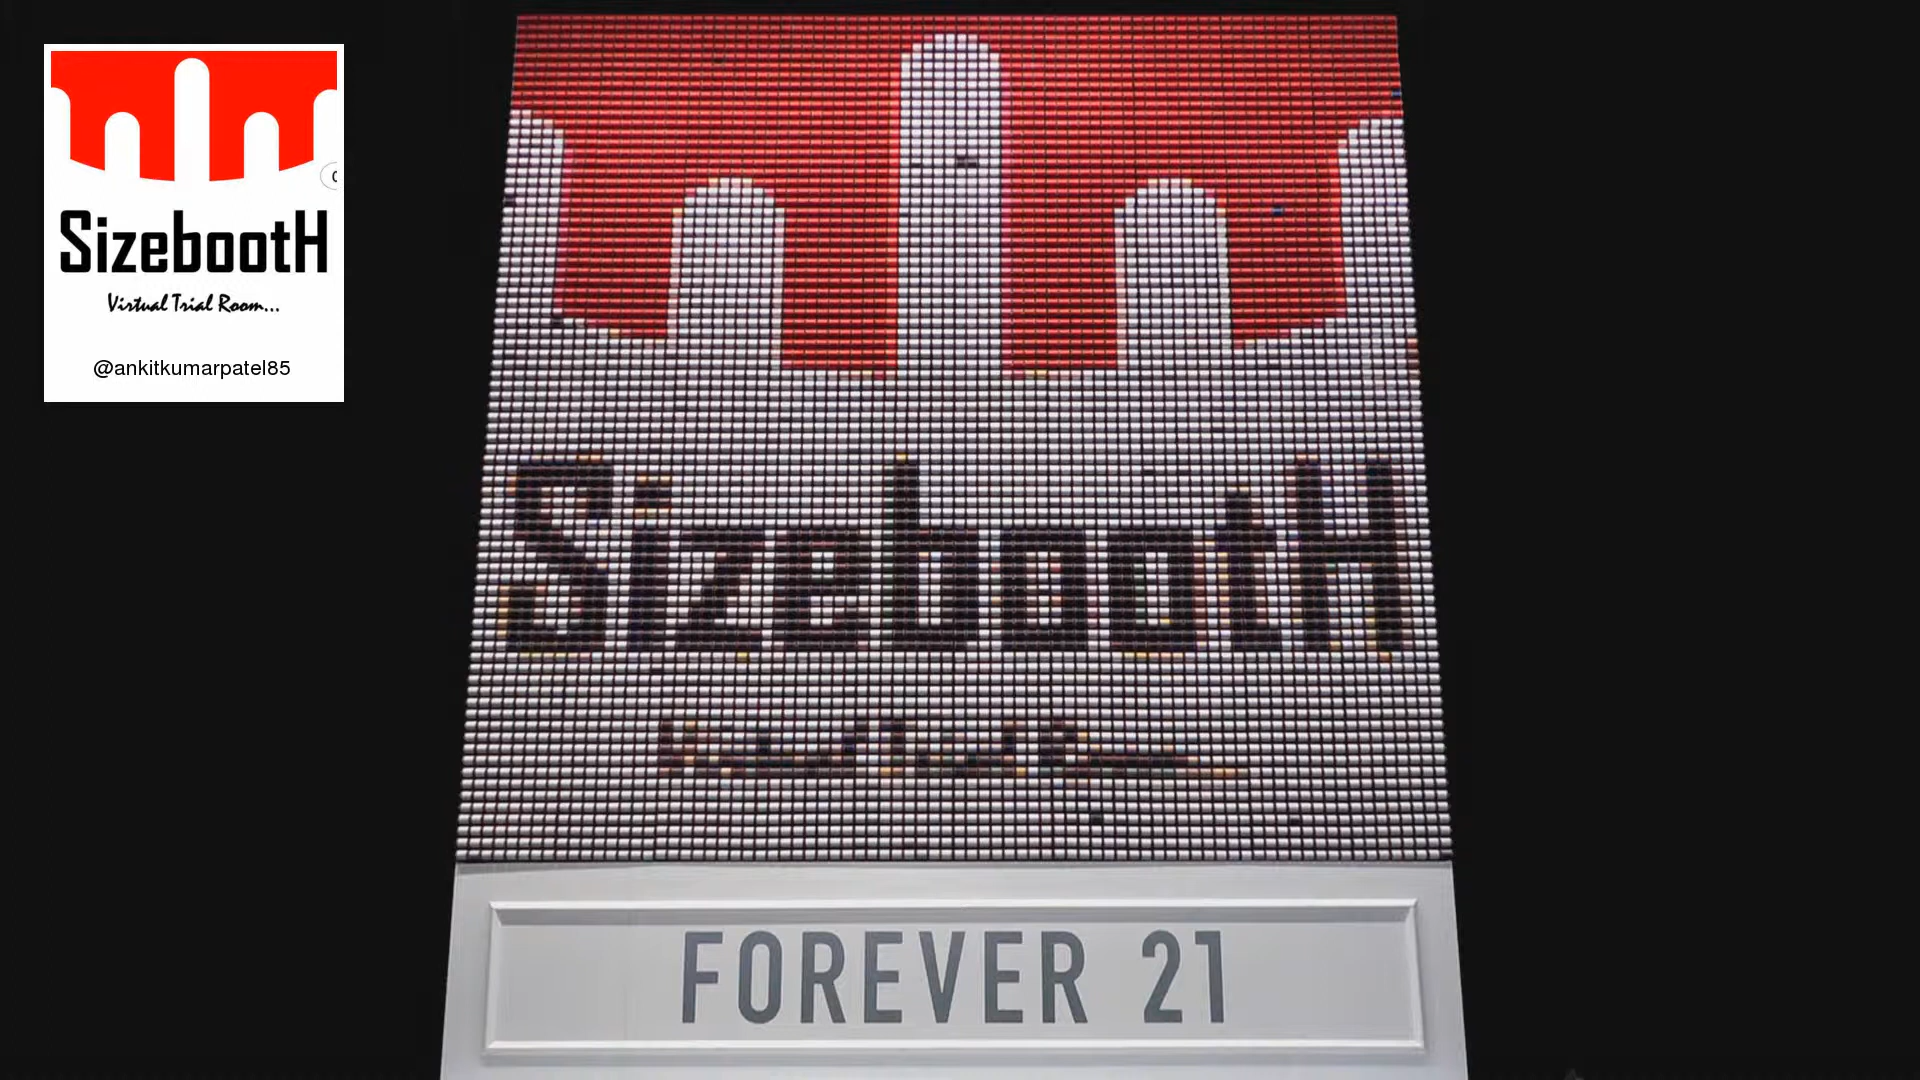 SizebootH
Virtual Trial Room...
@ankitkumarpatel85
SizebootH
FOREVER 21